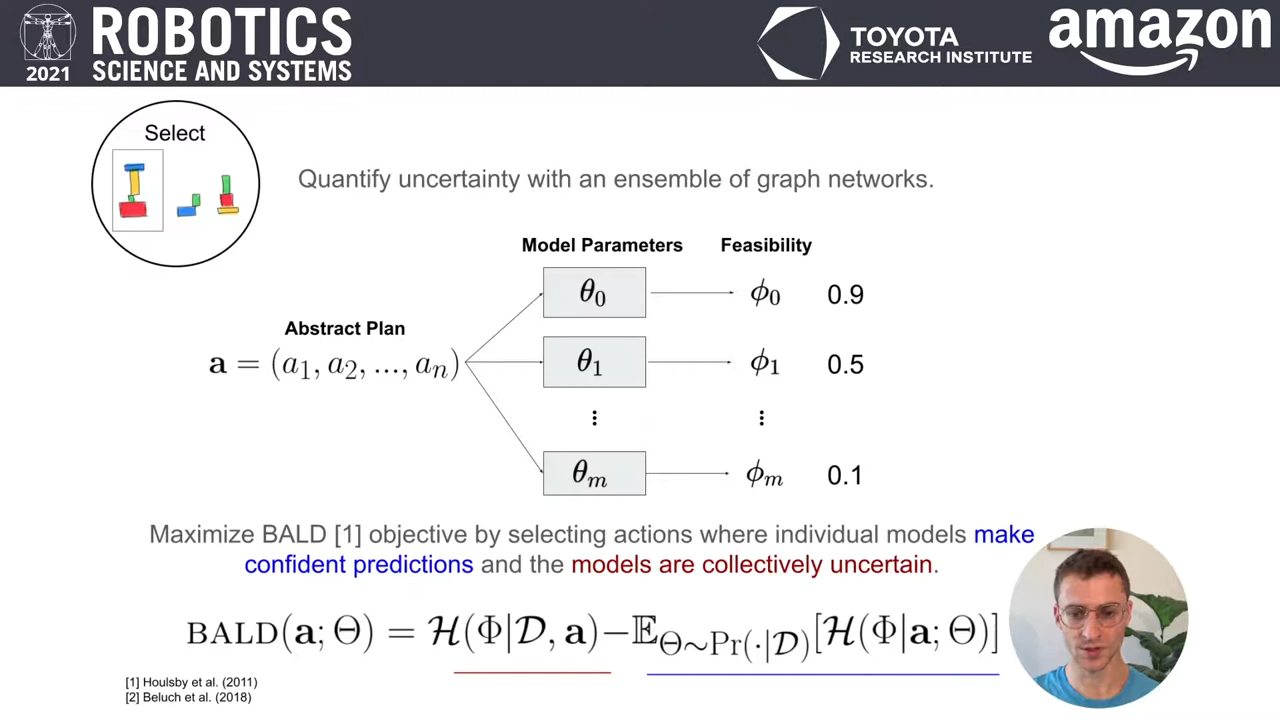 ROBOTICS
SCIENCE AND SYSTEMS
2021
TOYOTA
RESEARCH INSTITUTE
amazon
Select
Quantify uncertainty with an ensemble of graph networks.
Model Parameters Feasibility
θ₀ ϕ₀ 0.9
Abstract Plan
a = (a₁, a₂, ..., aₙ)
θ₁ ϕ₁ 0.5
⋮ ⋮
θₘ ϕₘ 0.1
Maximize BALD [1] objective by selecting actions where individual models make
confident predictions and the models are collectively uncertain.
BALD(a; Θ) = ℋ(Φ|𝒟, a)−𝔼_{Θ∼Pr(·|𝒟)}[ℋ(Φ|a; Θ)]
[1] Houlsby et al. (2011)
[2] Beluch et al. (2018)